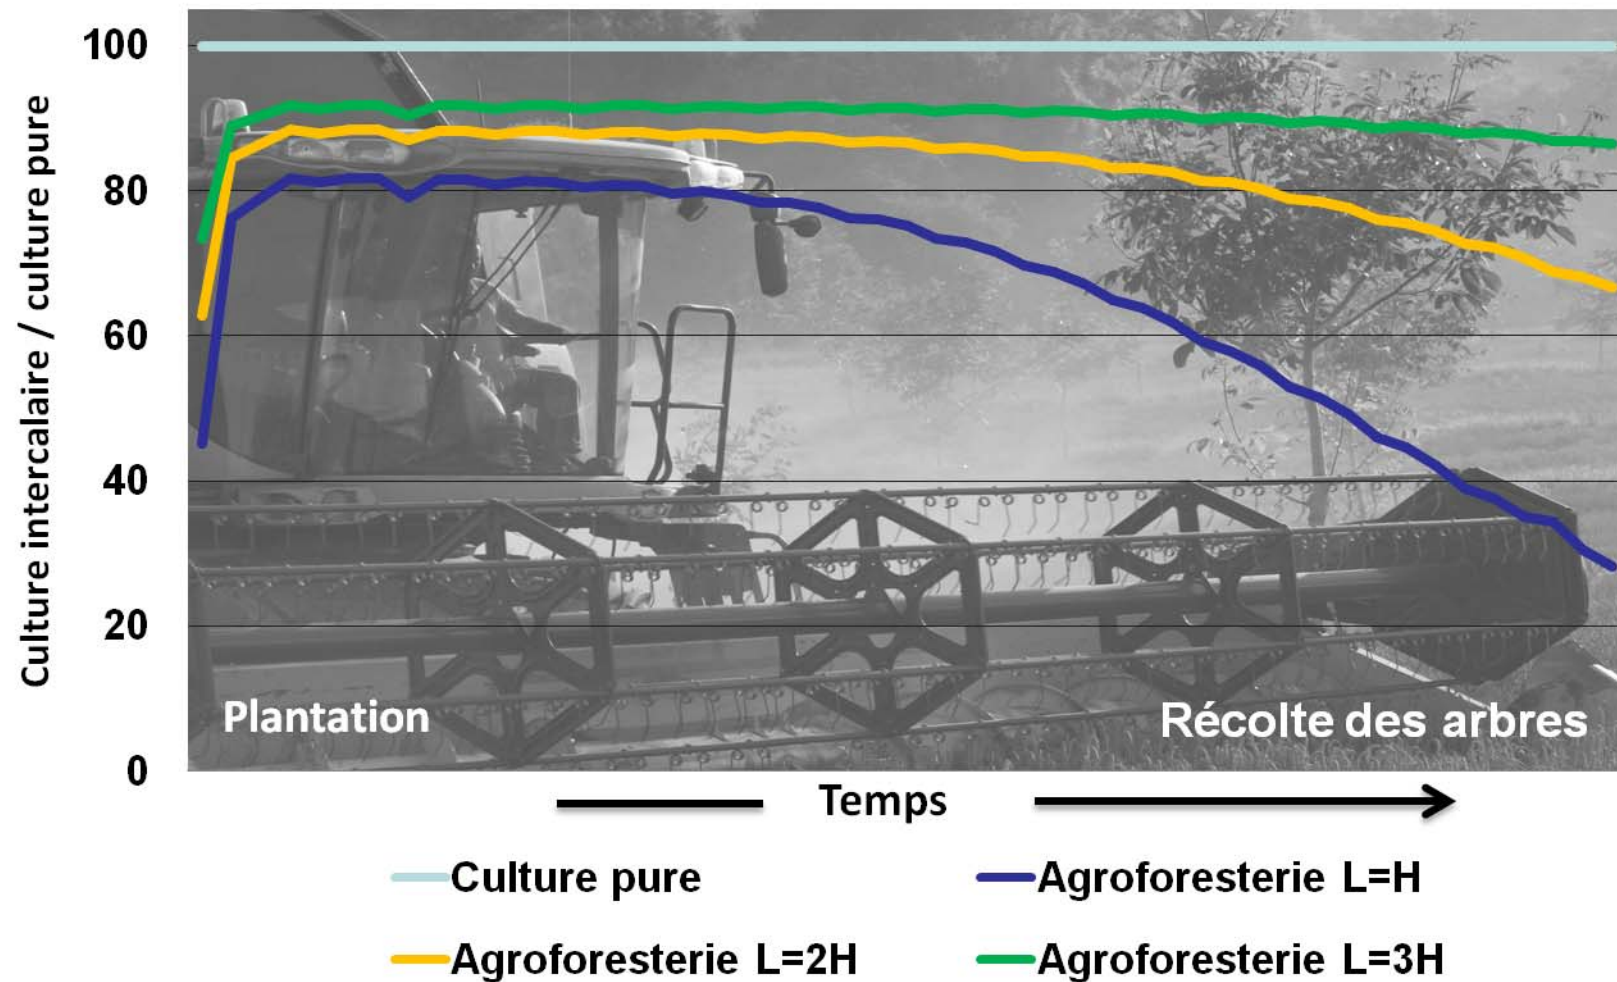 Culture intercalaire / culture pure
100
80
60
40
20
0
Plantation
Récolte des arbres
Temps
Culture pure
Agroforesterie L=H
Agroforesterie L=2H
Agroforesterie L=3H